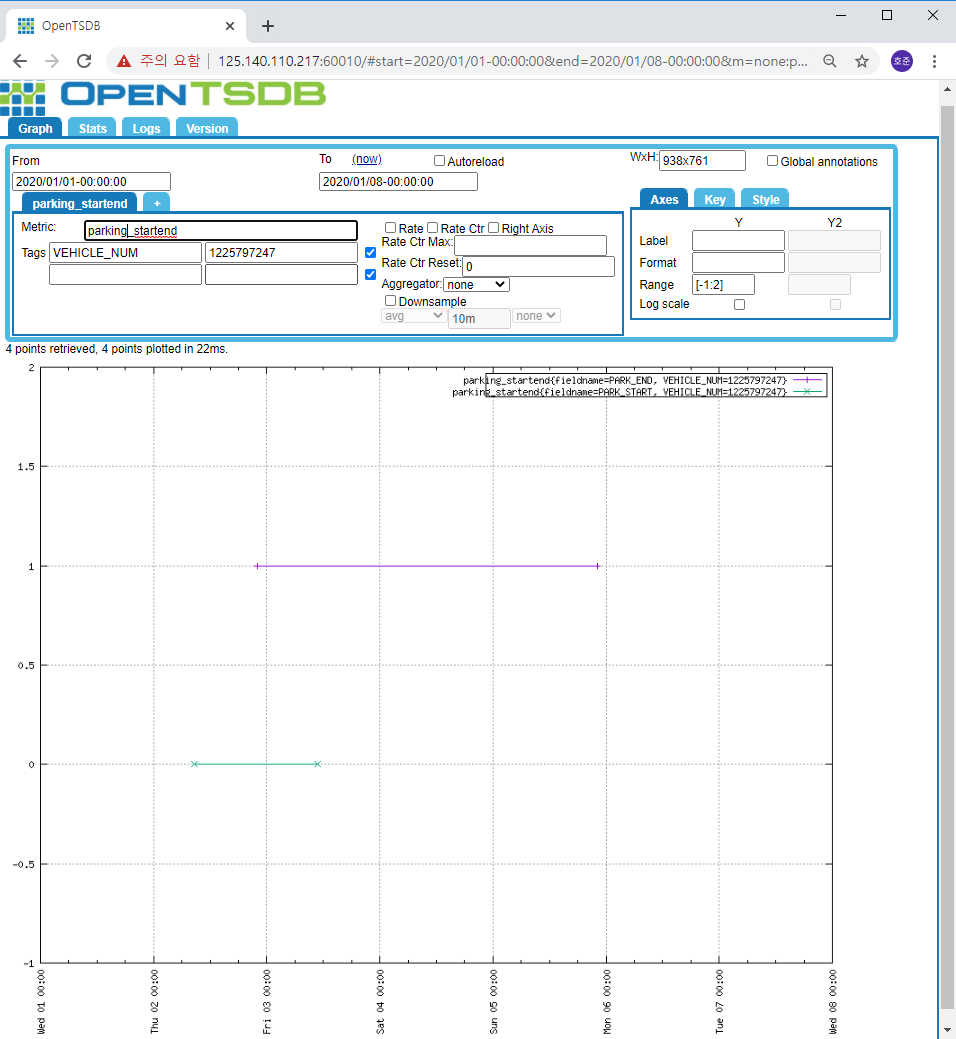 OpenTSDB
주의 요함 125.140.110.217:60010/#start=2020/01/01-00:00:00&end=2020/01/08-00:00:00&m=none:p...
호준
OPENTSDB
Graph Stats Logs Version
From To (now) Autoreload WxH: 938x761 Global annotations
2020/01/01-00:00:00 2020/01/08-00:00:00
parking_startend + Axes Key Style
Metric: parking_startend Rate Rate Ctr Right Axis Y Y2
Rate Ctr Max: Label
Tags VEHICLE_NUM 1225797247
Rate Ctr Reset: 0 Format
Aggregator: none Range [-1:2]
Downsample Log scale
avg 10m none
4 points retrieved, 4 points plotted in 22ms.
2
parking_startend{fieldname=PARK_END, VEHICLE_NUM=1225797247}
parking_startend{fieldname=PARK_START, VEHICLE_NUM=1225797247}
1.5
1
0.5
0
-0.5
-1
Wed 01 00:00
Thu 02 00:00
Fri 03 00:00
Sat 04 00:00
Sun 05 00:00
Mon 06 00:00
Tue 07 00:00
Wed 08 00:00